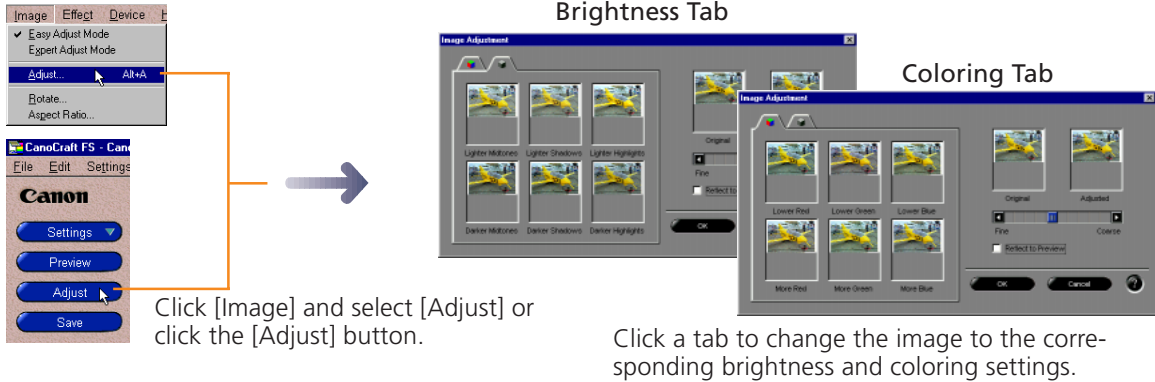 Image Effect Device H
✔ Easy Adjust Mode
Expert Adjust Mode
Adjust... Alt+A
Rotate...
Aspect Ratio...
CanoCraft FS - Cano
File Edit Settings
Canon
Settings
Preview
Adjust
Save
Click [Image] and select [Adjust] or
click the [Adjust] button.
Brightness Tab
Image Adjustment
Lighter Midtones Lighter Shadows Lighter Highlights
Darker Midtones Darker Shadows Darker Highlights
Original
Fine
Reflect to
OK
Coloring Tab
Image Adjustment
Lower Red Lower Green Lower Blue
More Red More Green More Blue
Original Adjusted
Fine Coarse
Reflect to Preview
OK Cancel ?
Click a tab to change the image to the corre-
sponding brightness and coloring settings.